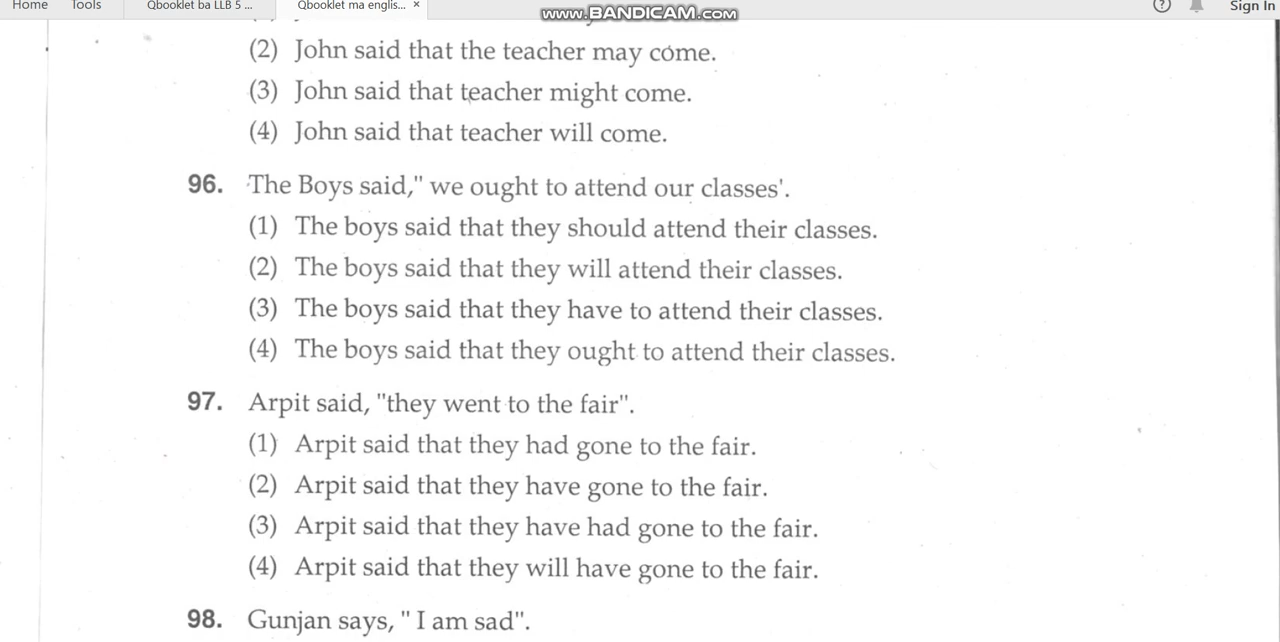 Home Tools Qbooklet ba LLB 5 ... Qbooklet ma englis... × Sign In
www.BANDICAM.com
(2) John said that the teacher may come.
(3) John said that teacher might come.
(4) John said that teacher will come.
96. The Boys said," we ought to attend our classes'.
(1) The boys said that they should attend their classes.
(2) The boys said that they will attend their classes.
(3) The boys said that they have to attend their classes.
(4) The boys said that they ought to attend their classes.
97. Arpit said, "they went to the fair".
(1) Arpit said that they had gone to the fair.
(2) Arpit said that they have gone to the fair.
(3) Arpit said that they have had gone to the fair.
(4) Arpit said that they will have gone to the fair.
98. Gunjan says, " I am sad".